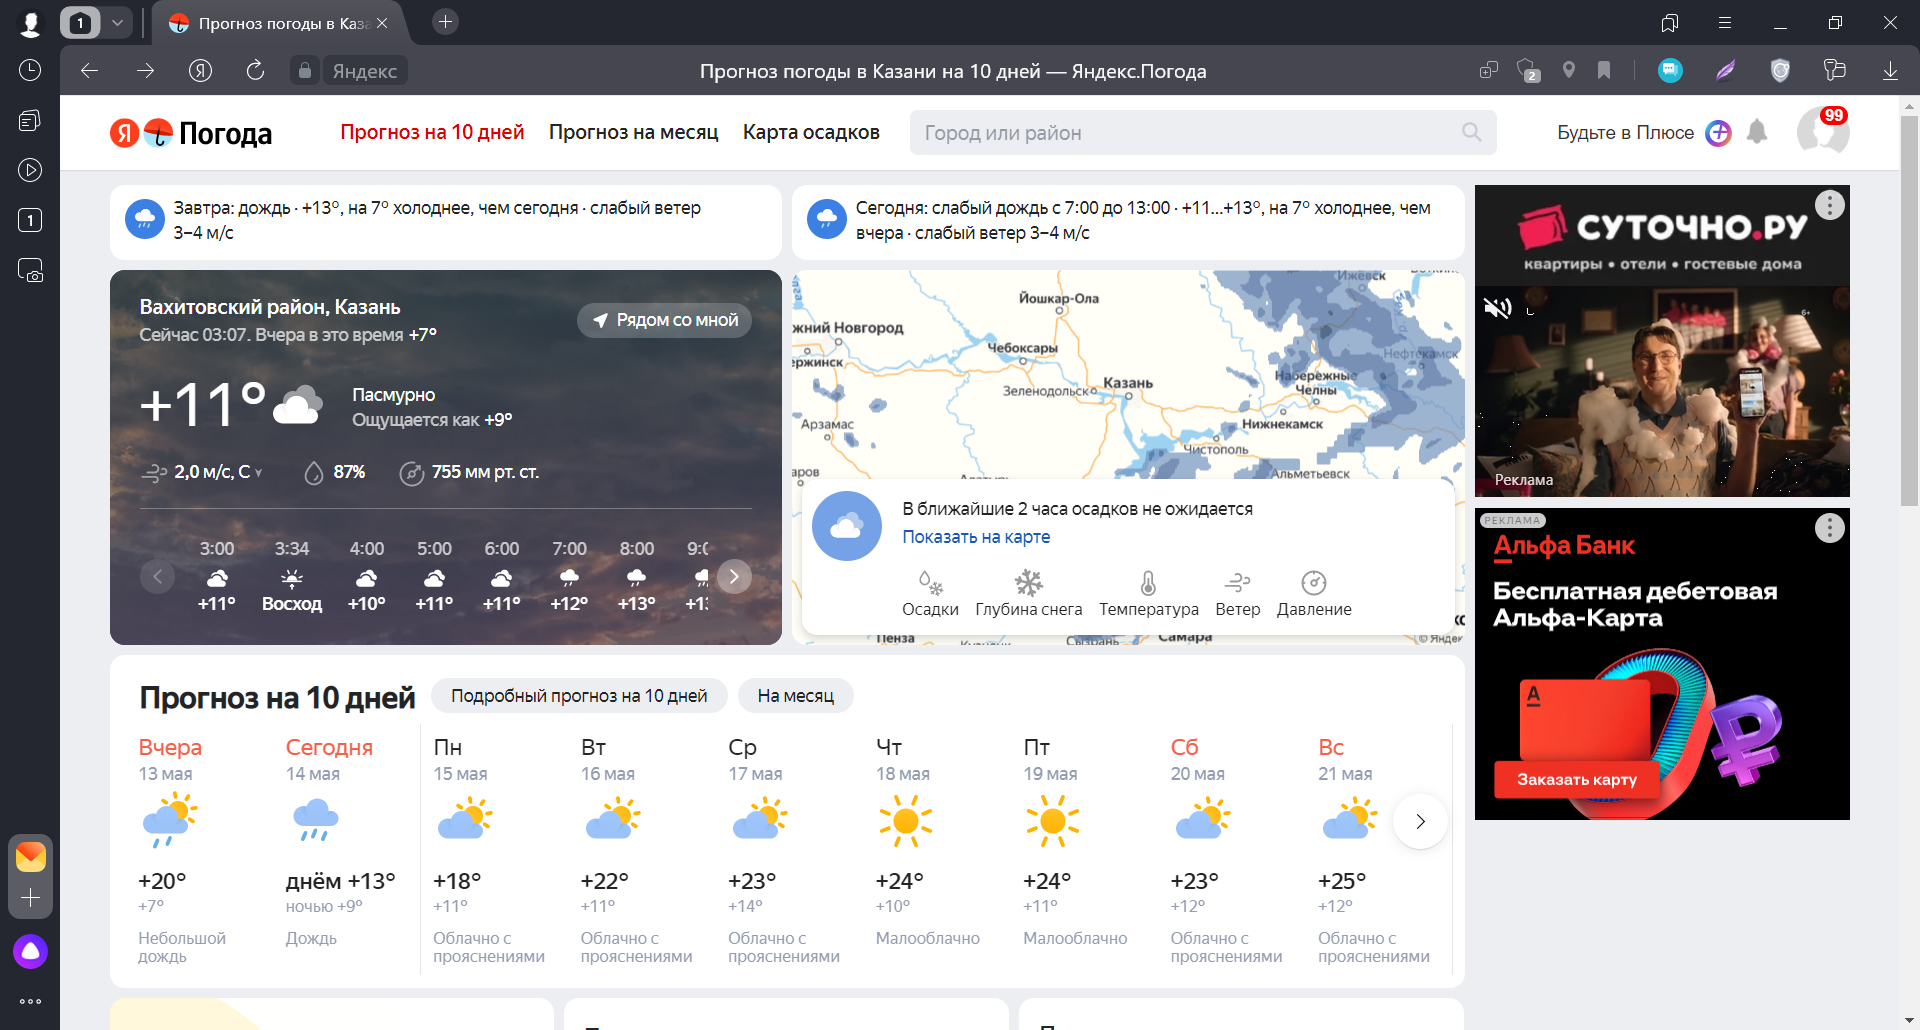 1
Прогноз погоды в Каза
Яндекс
Прогноз погоды в Казани на 10 дней — Яндекс.Погода
2
1
Я Погода
Прогноз на 10 дней
Прогноз на месяц
Карта осадков
Город или район
Будьте в Плюсе
99
Завтра: дождь · +13°, на 7° холоднее, чем сегодня · слабый ветер
3–4 м/с
Сегодня: слабый дождь с 7:00 до 13:00 · +11...+13°, на 7° холоднее, чем
вчера · слабый ветер 3–4 м/с
Вахитовский район, Казань
Сейчас 03:07. Вчера в это время +7°
Рядом со мной
+11°
Пасмурно
Ощущается как +9°
2,0 м/с, С
87%
755 мм рт. ст.
3:00 3:34 4:00 5:00 6:00 7:00 8:00
+11° Восход +10° +11° +11° +12° +13°
Ижевск
Йошкар-Ола
жний Новгород
Чебоксары
ержинск
Нефтекамск
Зеленодольск
Казань
Набережные
Челны
Арзамас
Нижнекамск
Чистополь
аров
Альметьевск
В ближайшие 2 часа осадков не ожидается
Показать на карте
Осадки Глубина снега Температура Ветер Давление
Пенза
Сызрань
Самара
© Яндек
СУТОЧНО.РУ
квартиры • отели • гостевые дома
6+
Реклама
РЕКЛАМА
Альфа Банк
Бесплатная дебетовая
Альфа-Карта
А
Заказать карту
Прогноз на 10 дней
Подробный прогноз на 10 дней
На месяц
Вчера Сегодня Пн Вт Ср Чт Пт Сб Вс
13 мая 14 мая 15 мая 16 мая 17 мая 18 мая 19 мая 20 мая 21 мая
+20° днём +13° +18° +22° +23° +24° +24° +23° +25°
+7° ночью +9° +11° +11° +14° +10° +11° +12° +12°
Небольшой Дождь Облачно с Облачно с Облачно с Малооблачно Малооблачно Облачно с Облачно с
дождь прояснениями прояснениями прояснениями прояснениями прояснениями